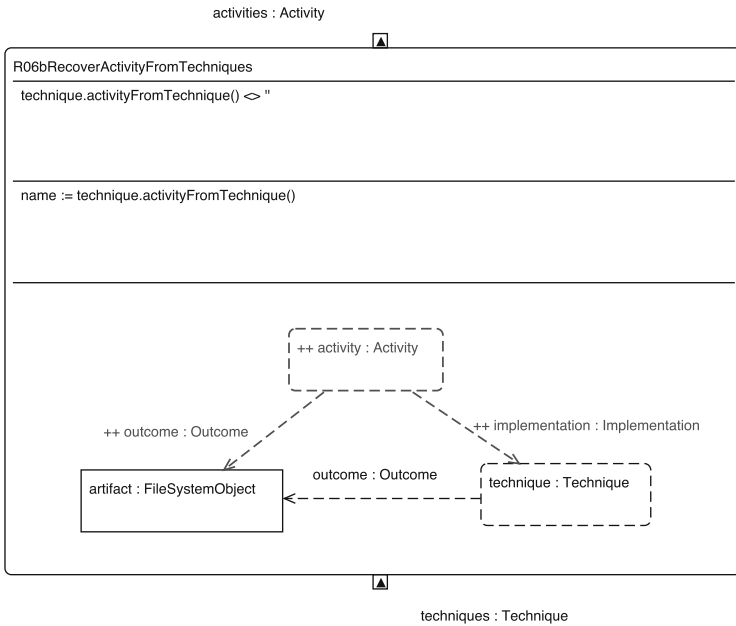 activities : Activity
R06bRecoverActivityFromTechniques
technique.activityFromTechnique() <> "
name := technique.activityFromTechnique()
++ activity : Activity
++ outcome : Outcome
++ implementation : Implementation
outcome : Outcome
artifact : FileSystemObject
technique : Technique
techniques : Technique